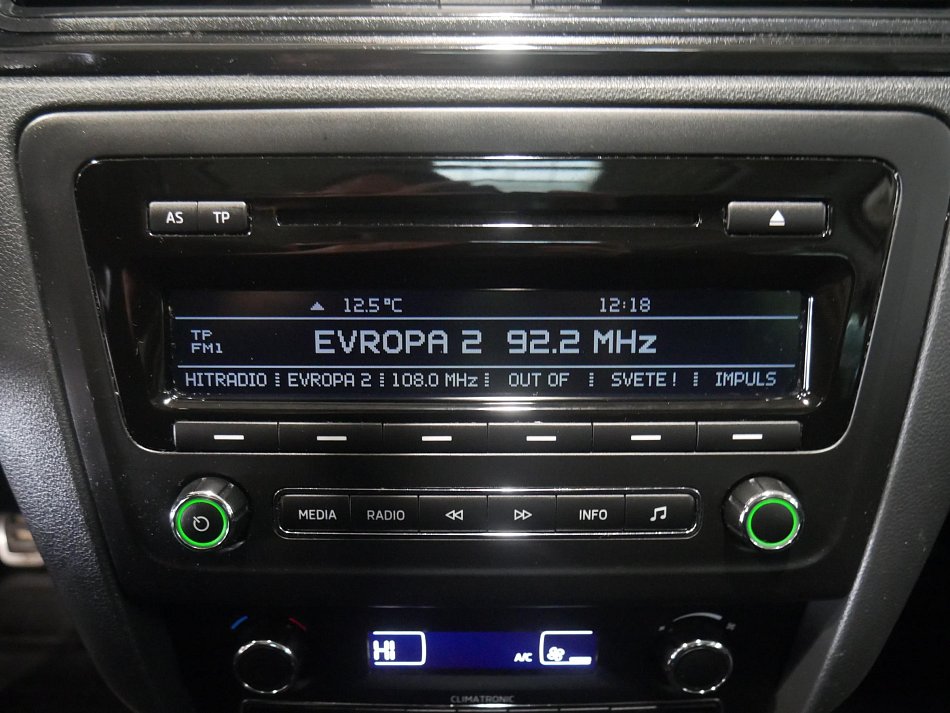 AS TP
12.5°C 12:18
TP
FM1
EVROPA 2 92.2 MHz
HITRADIO EVROPA 2 108.0 MHz OUT OF SVETE! IMPULS
MEDIA RADIO INFO
HI A/C
CLIMATRONIC